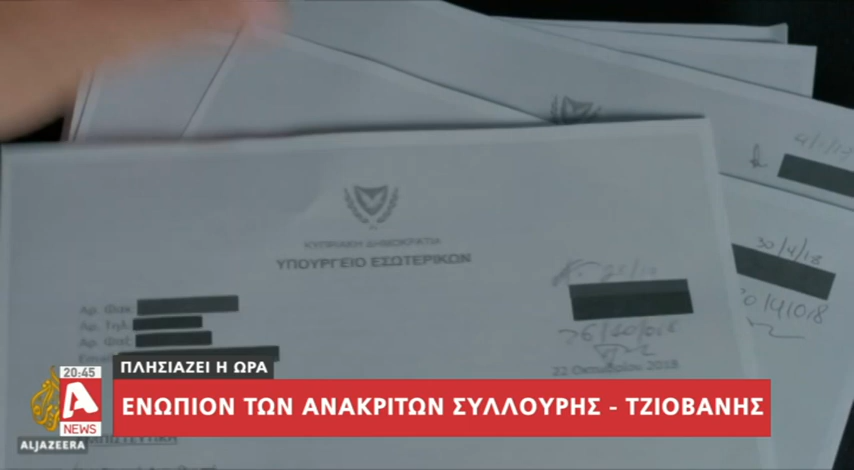 ΚΥΠΡΙΑΚΗ ΔΗΜΟΚΡΑΤΙΑ
ΥΠΟΥΡΓΕΙΟ ΕΣΩΤΕΡΙΚΩΝ
30/4/18
Αρ. Φακ.
Αρ. Τηλ.
Αρ. Φαξ
Email
22 Οκτωβρίου 2018
20:45
A
NEWS
ALJAZEERA
ΠΛΗΣΙΑΖΕΙ Η ΩΡΑ
ΕΝΩΠΙΟΝ ΤΩΝ ΑΝΑΚΡΙΤΩΝ ΣΥΛΛΟΥΡΗΣ - ΤΖΙΟΒΑΝΗΣ